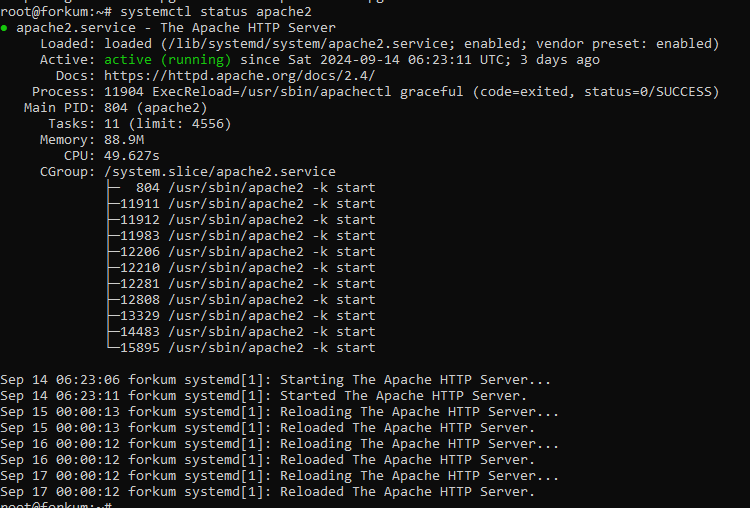 root@forkum:~# systemctl status apache2
● apache2.service - The Apache HTTP Server
Loaded: loaded (/lib/systemd/system/apache2.service; enabled; vendor preset: enabled)
Active: active (running) since Sat 2024-09-14 06:23:11 UTC; 3 days ago
Docs: https://httpd.apache.org/docs/2.4/
Process: 11904 ExecReload=/usr/sbin/apachectl graceful (code=exited, status=0/SUCCESS)
Main PID: 804 (apache2)
Tasks: 11 (limit: 4556)
Memory: 88.9M
CPU: 49.627s
CGroup: /system.slice/apache2.service
├─ 804 /usr/sbin/apache2 -k start
├─11911 /usr/sbin/apache2 -k start
├─11912 /usr/sbin/apache2 -k start
├─11983 /usr/sbin/apache2 -k start
├─12206 /usr/sbin/apache2 -k start
├─12210 /usr/sbin/apache2 -k start
├─12281 /usr/sbin/apache2 -k start
├─12808 /usr/sbin/apache2 -k start
├─13329 /usr/sbin/apache2 -k start
├─14483 /usr/sbin/apache2 -k start
└─15895 /usr/sbin/apache2 -k start
Sep 14 06:23:06 forkum systemd[1]: Starting The Apache HTTP Server...
Sep 14 06:23:11 forkum systemd[1]: Started The Apache HTTP Server.
Sep 15 00:00:13 forkum systemd[1]: Reloading The Apache HTTP Server...
Sep 15 00:00:13 forkum systemd[1]: Reloaded The Apache HTTP Server.
Sep 16 00:00:12 forkum systemd[1]: Reloading The Apache HTTP Server...
Sep 16 00:00:12 forkum systemd[1]: Reloaded The Apache HTTP Server.
Sep 17 00:00:12 forkum systemd[1]: Reloading The Apache HTTP Server...
Sep 17 00:00:12 forkum systemd[1]: Reloaded The Apache HTTP Server.
root@forkum:~#